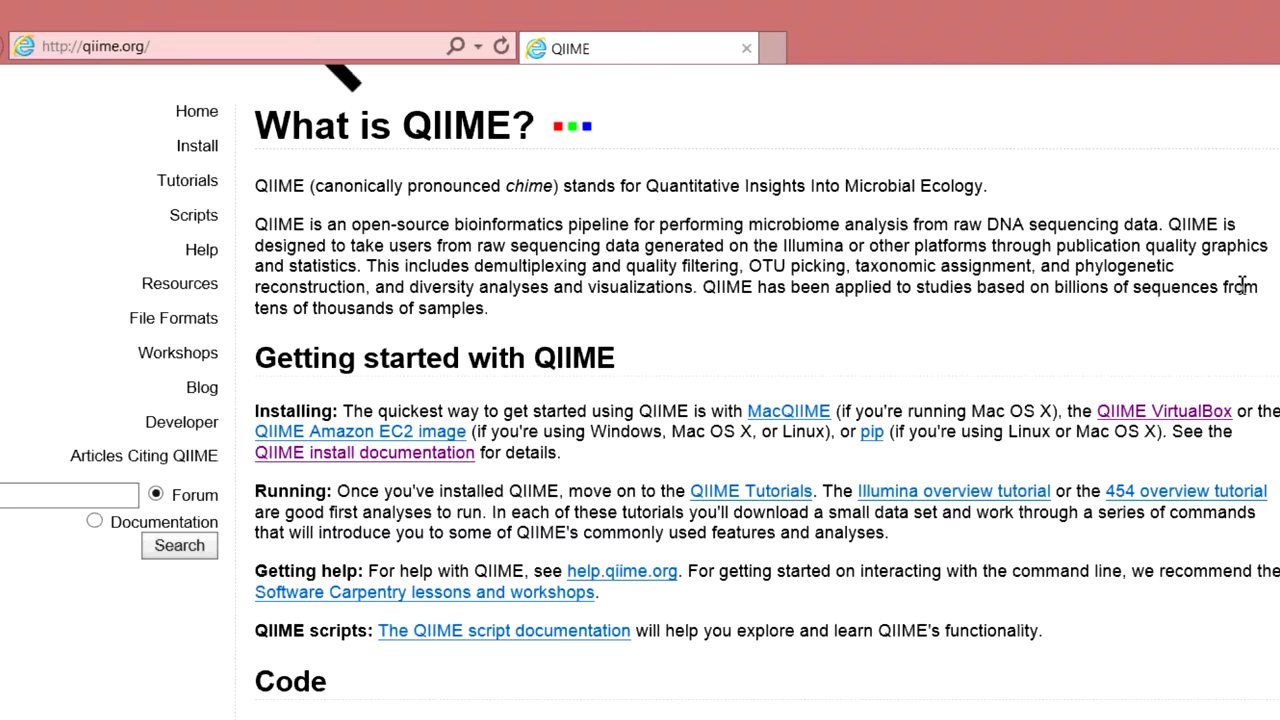 http://qiime.org/
QIIME
Home
Install
Tutorials
Scripts
Help
Resources
File Formats
Workshops
Blog
Developer
Articles Citing QIIME
Forum
Documentation
Search
What is QIIME?
QIIME (canonically pronounced chime) stands for Quantitative Insights Into Microbial Ecology.
QIIME is an open-source bioinformatics pipeline for performing microbiome analysis from raw DNA sequencing data. QIIME is
designed to take users from raw sequencing data generated on the Illumina or other platforms through publication quality graphics
and statistics. This includes demultiplexing and quality filtering, OTU picking, taxonomic assignment, and phylogenetic
reconstruction, and diversity analyses and visualizations. QIIME has been applied to studies based on billions of sequences from
tens of thousands of samples.
Getting started with QIIME
Installing: The quickest way to get started using QIIME is with MacQIIME (if you're running Mac OS X), the QIIME VirtualBox or the
QIIME Amazon EC2 image (if you're using Windows, Mac OS X, or Linux), or pip (if you're using Linux or Mac OS X). See the
QIIME install documentation for details.
Running: Once you've installed QIIME, move on to the QIIME Tutorials. The Illumina overview tutorial or the 454 overview tutorial
are good first analyses to run. In each of these tutorials you'll download a small data set and work through a series of commands
that will introduce you to some of QIIME's commonly used features and analyses.
Getting help: For help with QIIME, see help.qiime.org. For getting started on interacting with the command line, we recommend the
Software Carpentry lessons and workshops.
QIIME scripts: The QIIME script documentation will help you explore and learn QIIME's functionality.
Code